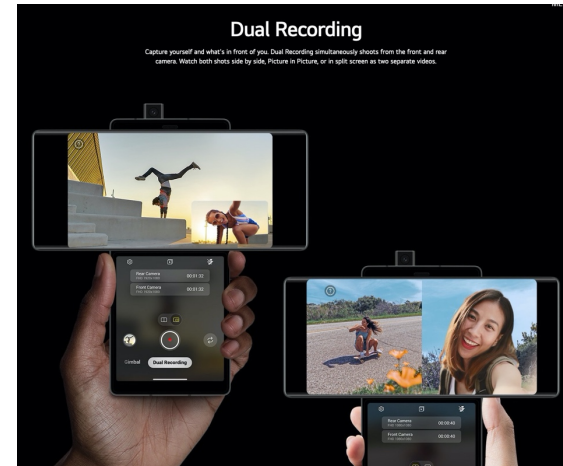 Dual Recording
Capture yourself and what's in front of you. Dual Recording simultaneously shoots from the front and rear
camera. Watch both shots side by side, Picture in Picture, or in split screen as two separate videos.
Rear Camera
00:01:32
Front Camera
00:01:32
Gimbal
Dual Recording
Rear Camera
00:00:40
Front Camera
00:00:40